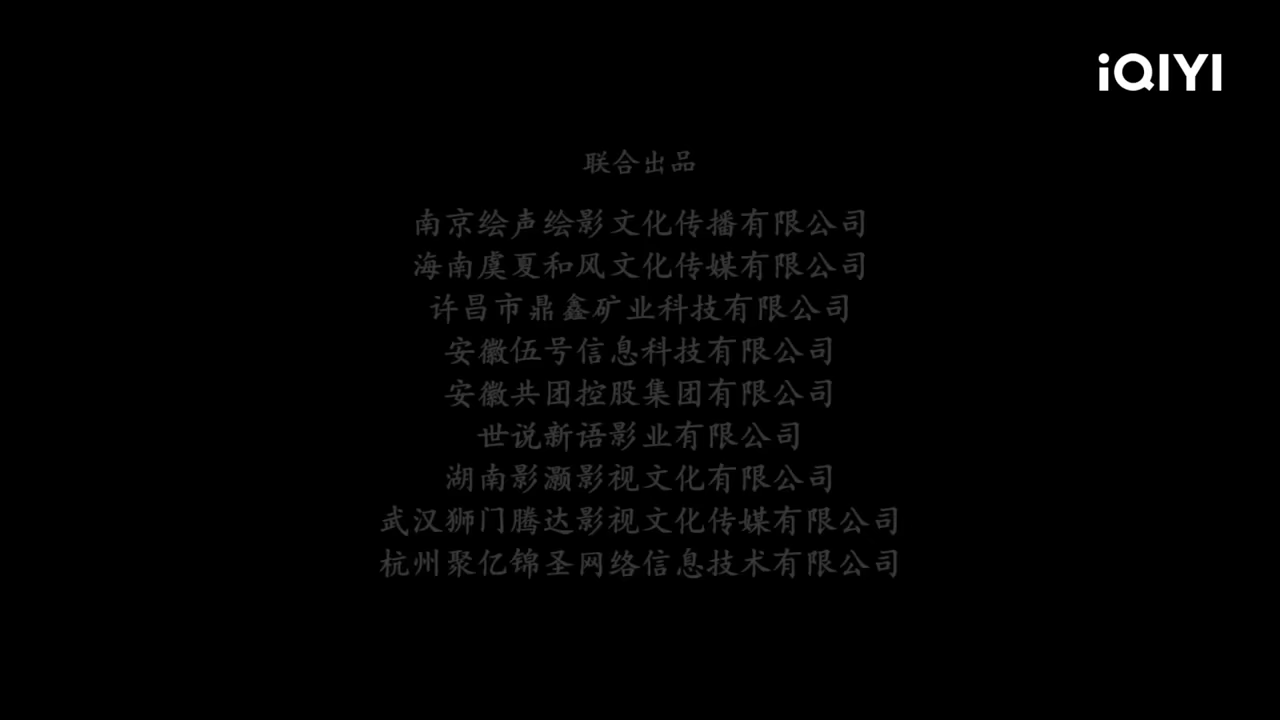 iQIYI
联合出品
南京绘声绘影文化传播有限公司
海南虞夏和风文化传媒有限公司
许昌市鼎鑫矿业科技有限公司
安徽伍号信息科技有限公司
安徽共团控股集团有限公司
世说新语影业有限公司
湖南影灏影视文化有限公司
武汉狮门腾达影视文化传媒有限公司
杭州聚亿锦圣网络信息技术有限公司